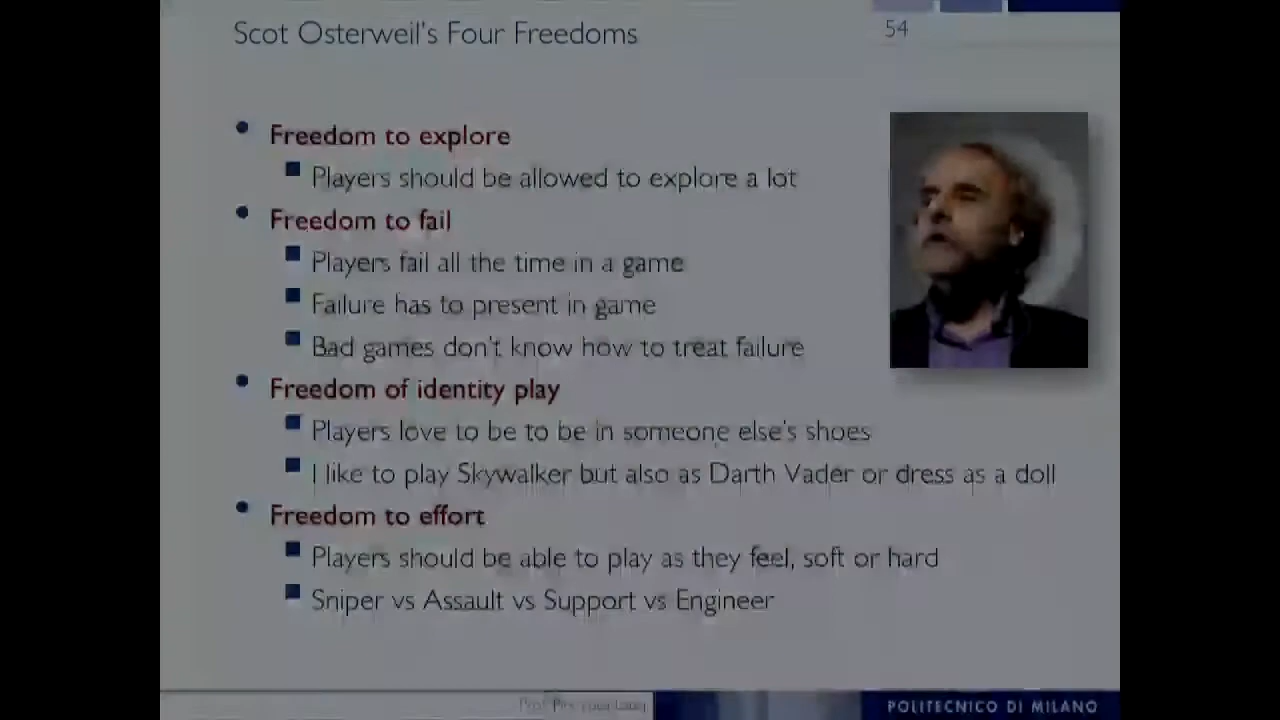 Scot Osterweil's Four Freedoms
54
Freedom to explore
Players should be allowed to explore a lot
Freedom to fail
Players fail all the time in a game
Failure has to present in game
Bad games don't know how to treat failure
Freedom of identity play
Players love to be to be in someone else's shoes
I like to play Skywalker but also as Darth Vader or dress as a doll
Freedom to effort
Players should be able to play as they feel, soft or hard
Sniper vs Assault vs Support vs Engineer
Prof.
POLITECNICO DI MILANO